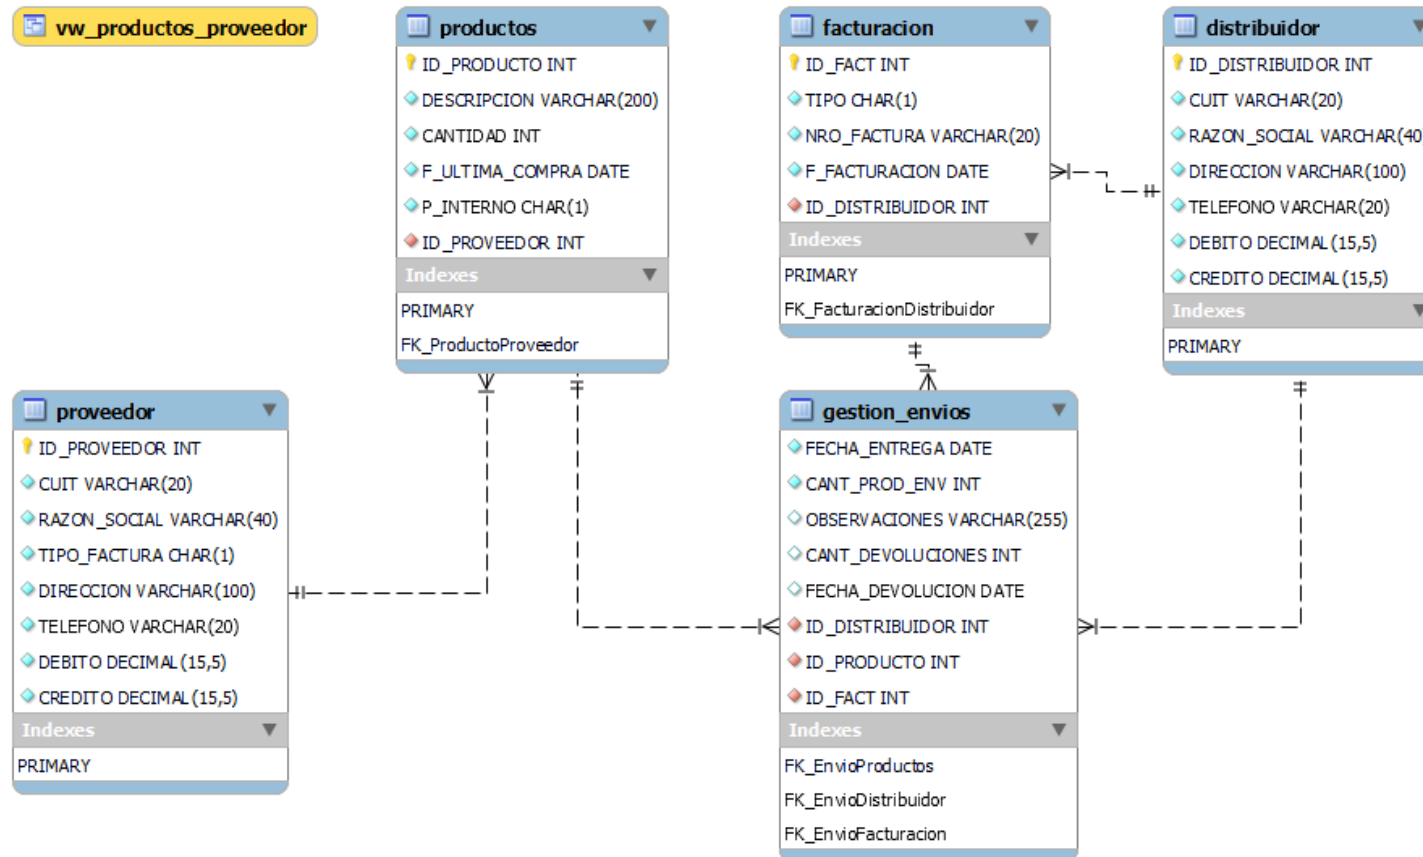 vw_productos_proveedor
productos
ID_PRODUCTO INT
DESCRIPCION VARCHAR(200)
CANTIDAD INT
F_ULTIMA_COMPRA DATE
P_INTERNO CHAR(1)
ID_PROVEEDOR INT
Indexes
PRIMARY
FK_ProductoProveedor
facturacion
ID_FACT INT
TIPO CHAR(1)
NRO_FACTURA VARCHAR(20)
F_FACTURACION DATE
ID_DISTRIBUIDOR INT
Indexes
PRIMARY
FK_FacturacionDistribuidor
distribuidor
ID_DISTRIBUIDOR INT
CUIT VARCHAR(20)
RAZON_SOCIAL VARCHAR(40
DIRECCION VARCHAR(100)
TELEFONO VARCHAR(20)
DEBITO DECIMAL(15,5)
CREDITO DECIMAL(15,5)
Indexes
PRIMARY
proveedor
ID_PROVEEDOR INT
CUIT VARCHAR(20)
RAZON_SOCIAL VARCHAR(40)
TIPO_FACTURA CHAR(1)
DIRECCION VARCHAR(100)
TELEFONO VARCHAR(20)
DEBITO DECIMAL(15,5)
CREDITO DECIMAL(15,5)
Indexes
PRIMARY
gestion_envios
FECHA_ENTREGA DATE
CANT_PROD_ENV INT
OBSERVACIONES VARCHAR(255)
CANT_DEVOLUCIONES INT
FECHA_DEVOLUCION DATE
ID_DISTRIBUIDOR INT
ID_PRODUCTO INT
ID_FACT INT
Indexes
FK_EnvioProductos
FK_EnvioDistribuidor
FK_EnvioFacturacion